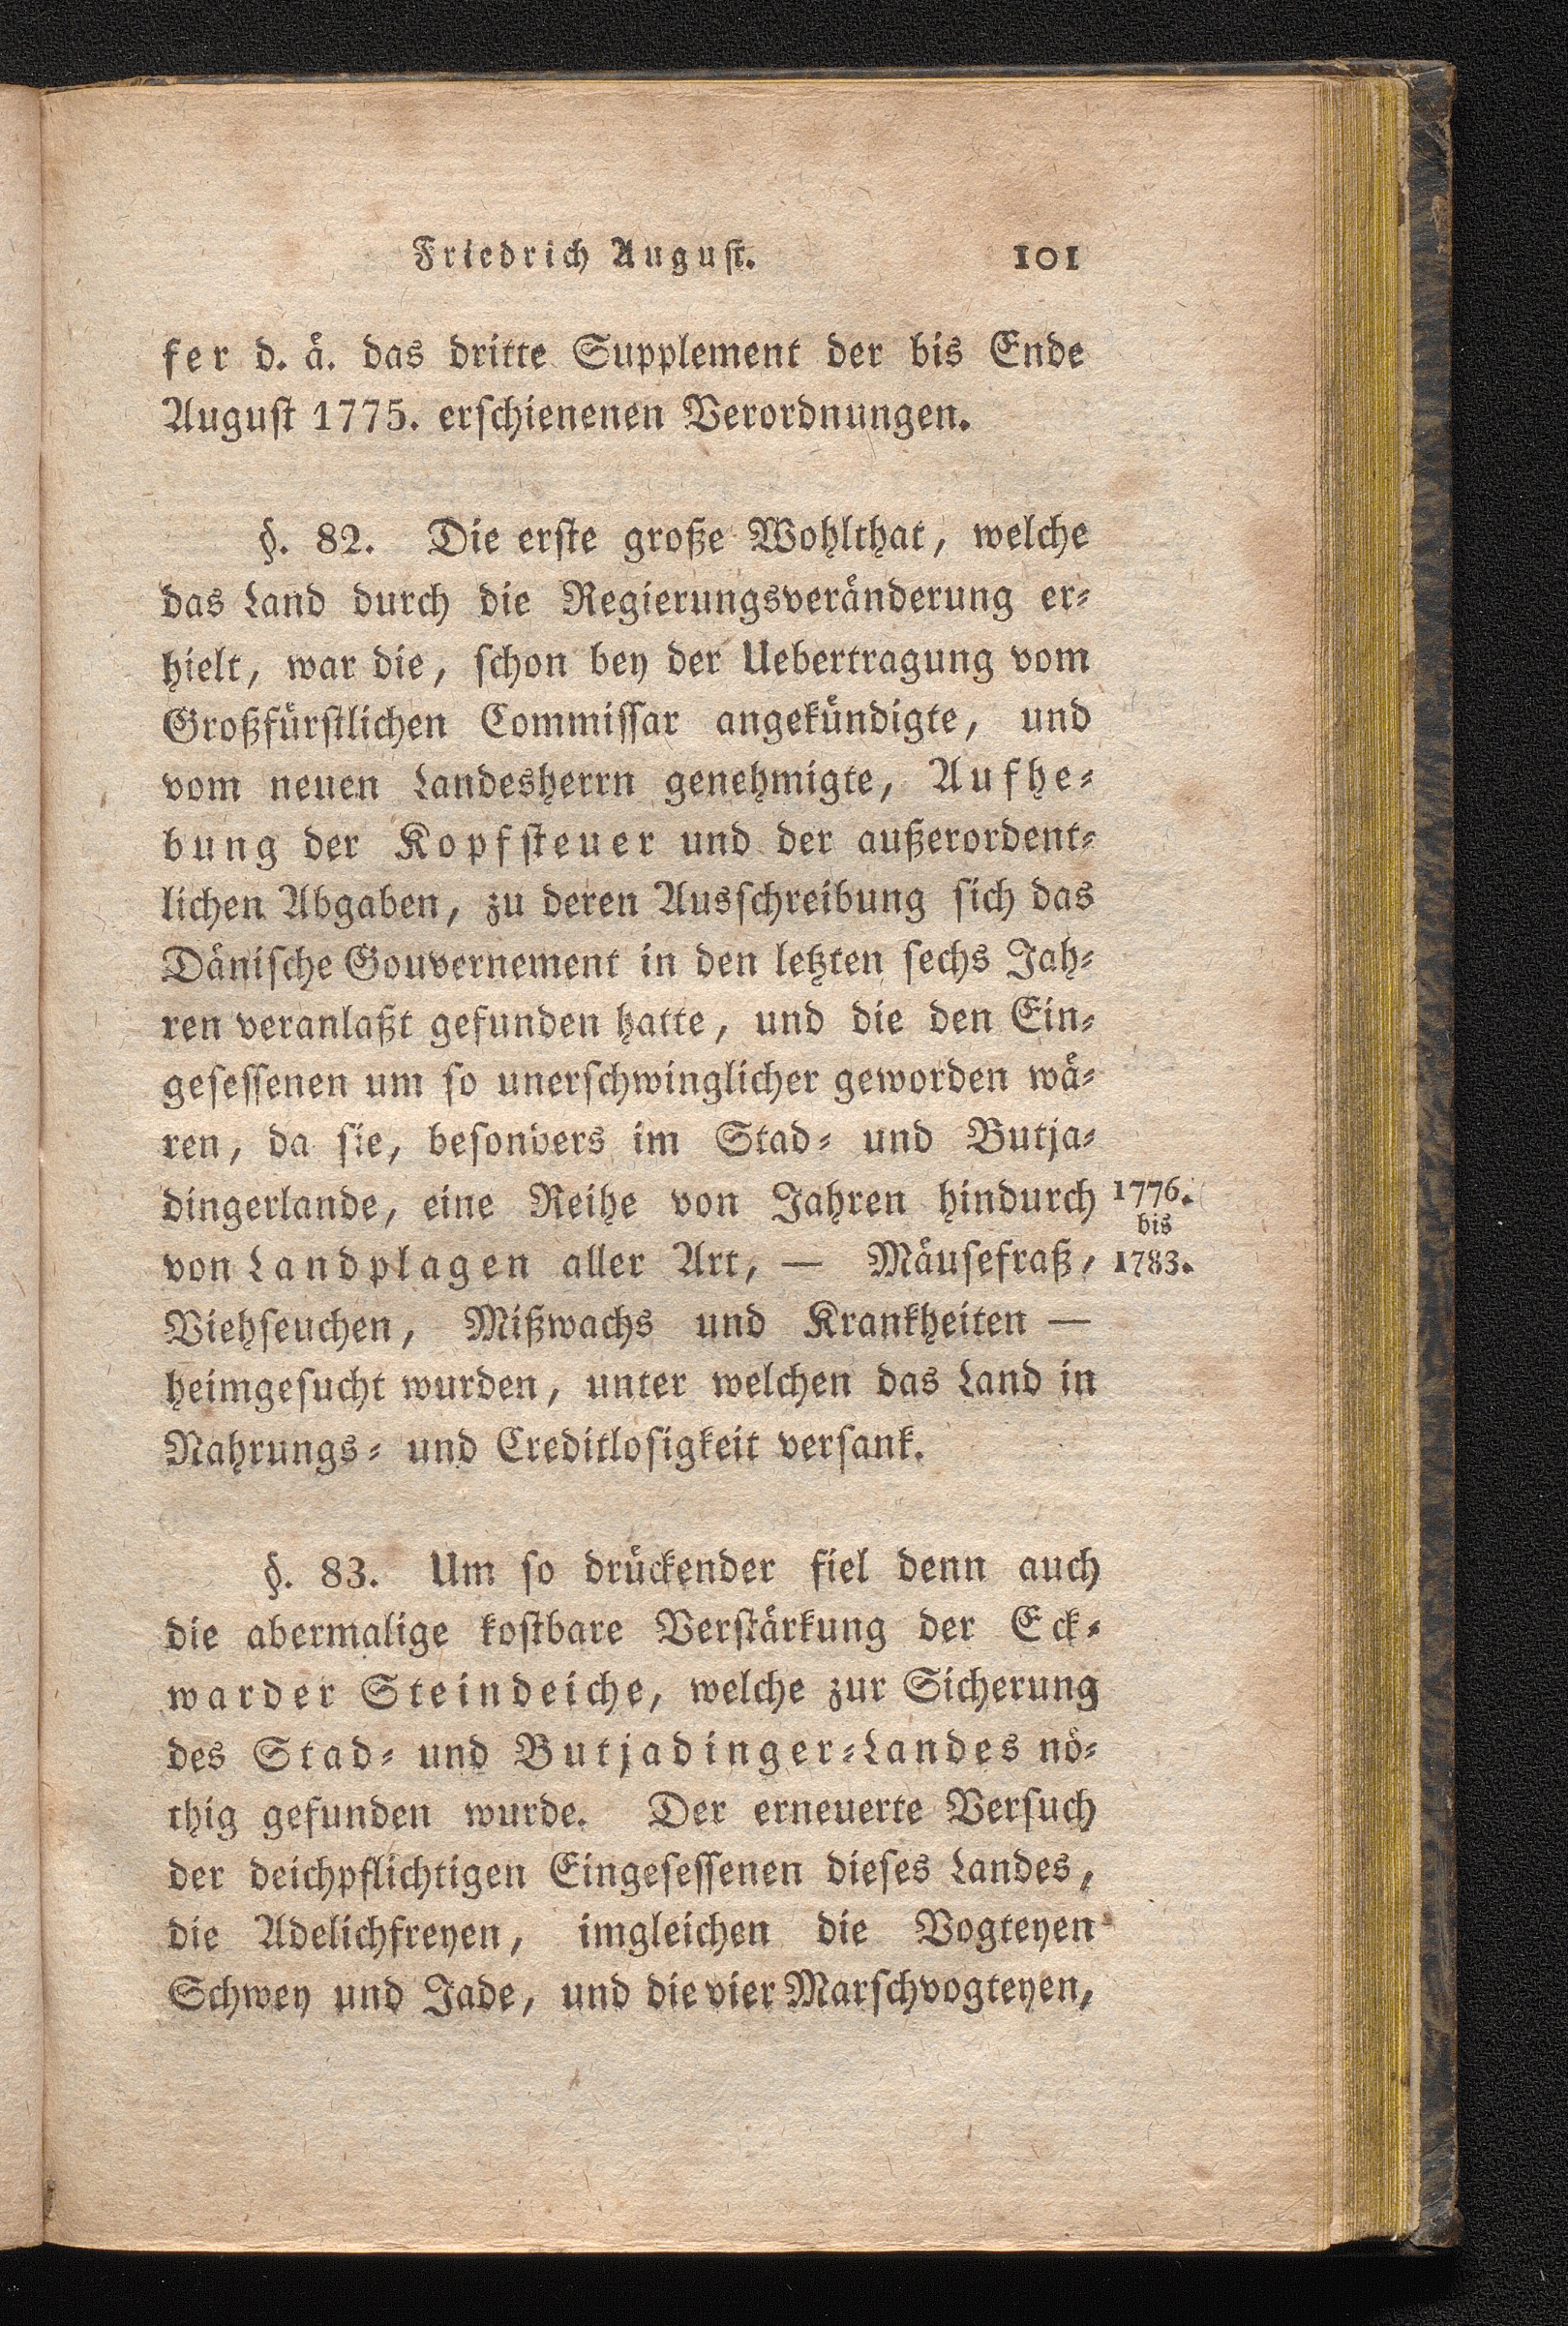 Friedrich August. 101
fer d. ä. das dritte Supplement der bis Ende
August 1775. erschienenen Verordnungen.
§. 82. Die erste große Wohlthat, welche
das Land durch die Regierungsveränderung er⸗
hielt, war die, schon bey der Uebertragung vom
Großfürstlichen Commissar angekündigte, und
vom neuen Landesherrn genehmigte, Aufhe⸗
bung der Kopfsteuer und der außerordent⸗
lichen Abgaben, zu deren Ausschreibung sich das
Dänische Gouvernement in den letzten sechs Jah⸗
ren veranlaßt gefunden hatte, und die den Ein⸗
gesessenen um so unerschwinglicher geworden wä⸗
ren, da sie, besonders im Stad⸗ und Butja⸗
dingerlande, eine Reihe von Jahren hindurch 1776.
bis
von Landplagen aller Art, — Mäusefraß, 1783.
Viehseuchen, Mißwachs und Krankheiten —
heimgesucht wurden, unter welchen das Land in
Nahrungs⸗ und Creditlosigkeit versank.
§. 83. Um so drückender fiel denn auch
die abermalige kostbare Verstärkung der Eck⸗
warder Steindeiche, welche zur Sicherung
des Stad⸗ und Butjadinger⸗Landes nö⸗
thig gefunden wurde. Der erneuerte Versuch
der deichpflichtigen Eingesessenen dieses Landes,
die Adelichfreyen, imgleichen die Vogteyen
Schwey und Jade, und die vier Marschvogteyen,